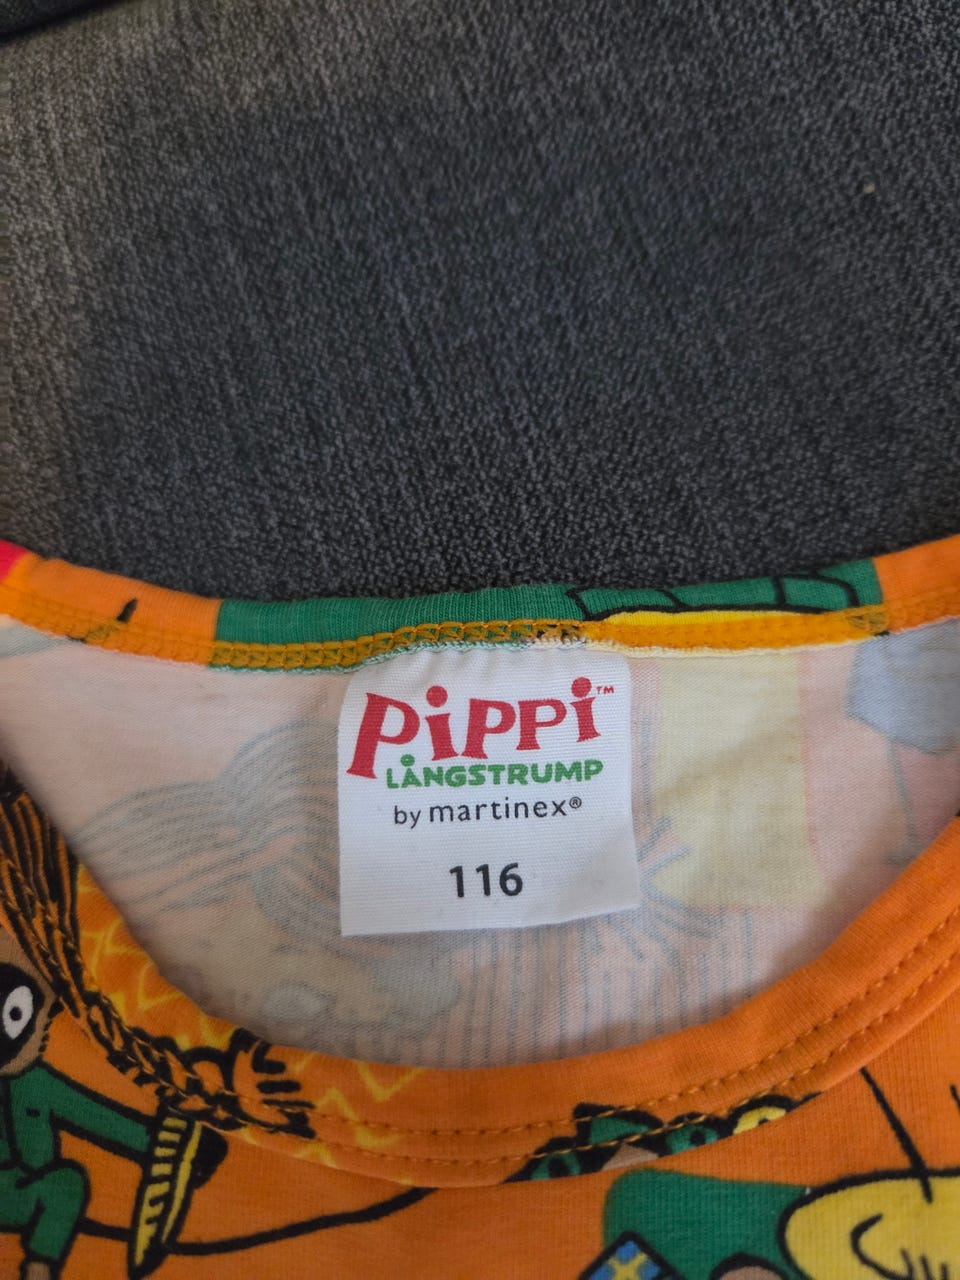 PiPPi™
LÅNGSTRUMP
by martinex®
116